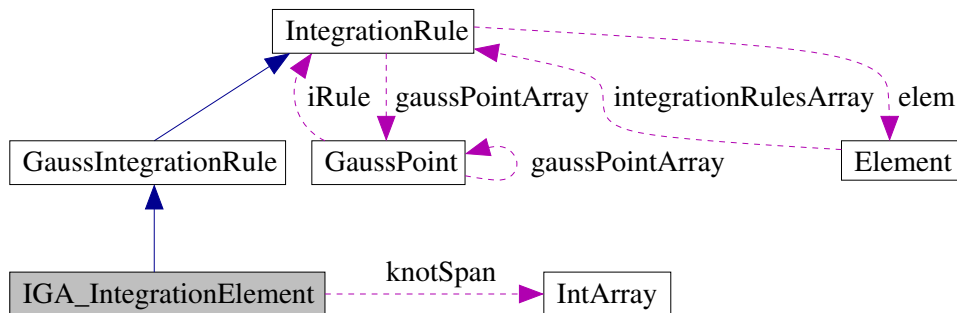 IntegrationRule
iRule
gaussPointArray
integrationRulesArray
elem
GaussIntegrationRule
GaussPoint
gaussPointArray
Element
knotSpan
IGA_IntegrationElement
IntArray